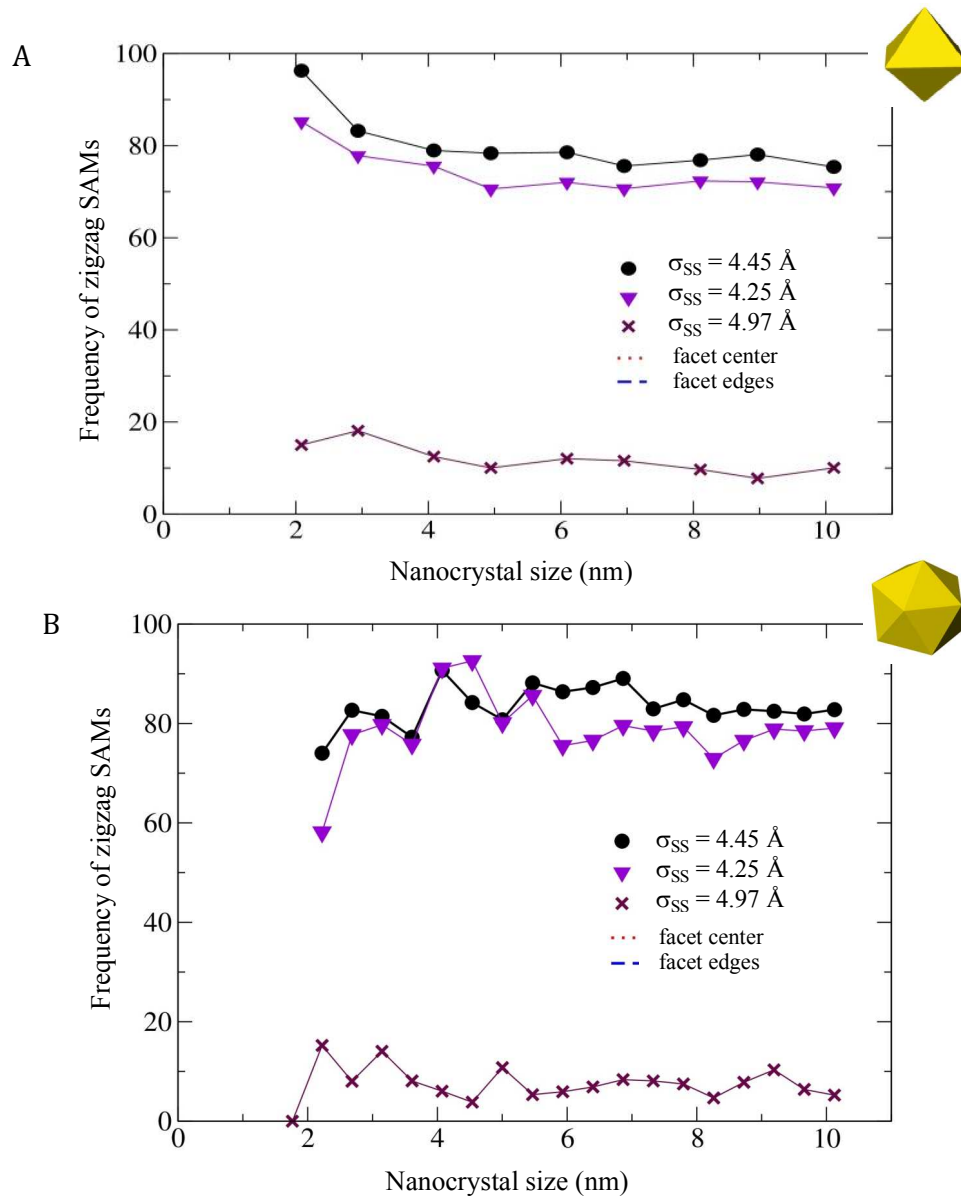 A
100
80
60
40
20
0
Frequency of zigzag SAMs
σSS = 4.45 Å
σSS = 4.25 Å
σSS = 4.97 Å
facet center
facet edges
0 2 4 6 8 10
Nanocrystal size (nm)
B
100
80
60
40
20
0
Frequency of zigzag SAMs
σSS = 4.45 Å
σSS = 4.25 Å
σSS = 4.97 Å
facet center
facet edges
0 2 4 6 8 10
Nanocrystal size (nm)